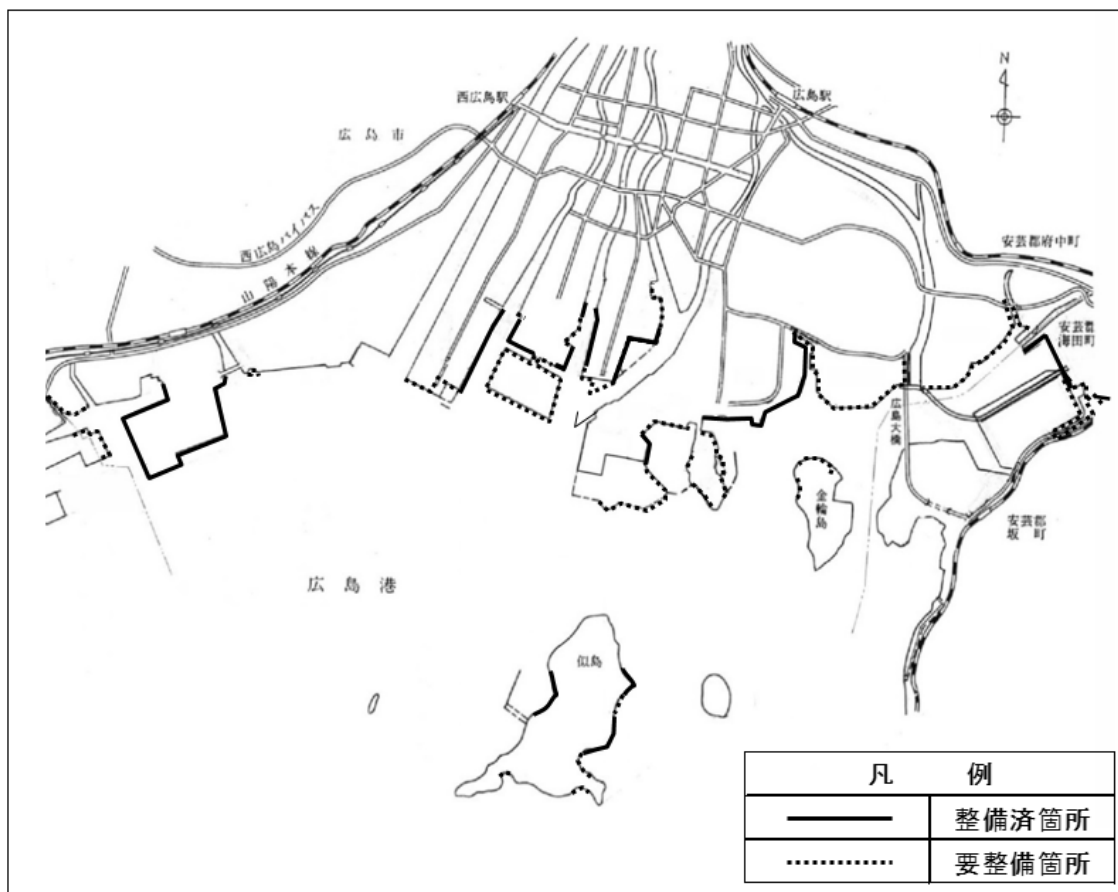 N
西広島駅
広島駅
広島市
西広島バイパス
山陽本線
安芸郡府中町
安芸郡
海田町
広島大橋
金輪島
安芸郡
坂町
広島港
似島
凡例
整備済箇所
要整備箇所